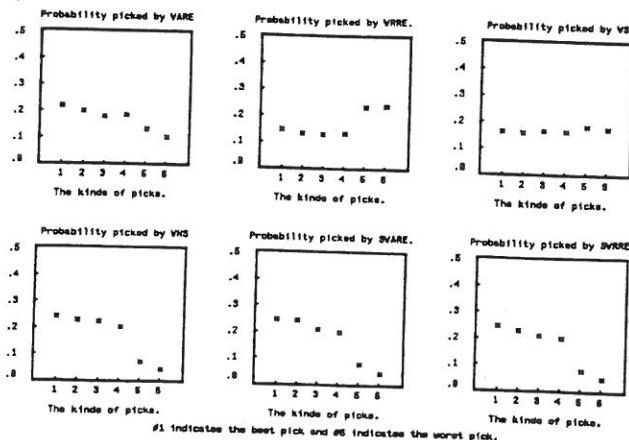 Probability picked by VARE
.5
.4
.3
.2
.1
.0
1 2 3 4 5 6
The kinds of picks.
Probability picked by VRRE.
.5
.4
.3
.2
.1
.0
1 2 3 4 5 6
The kinds of picks.
Probability picked by VS
.5
.4
.3
.2
.1
.0
1 2 3 4 5 6
The kinds of picks.
Probability picked by VHS
.5
.4
.3
.2
.1
.0
1 2 3 4 5 6
The kinds of picks.
Probability picked by SVARE.
.5
.4
.3
.2
.1
.0
1 2 3 4 5 6
The kinds of picks.
Probability picked by SVRRE
.5
.4
.3
.2
.1
.0
1 2 3 4 5 6
The kinds of picks.
#1 indicates the best pick and #6 indicates the worst pick.